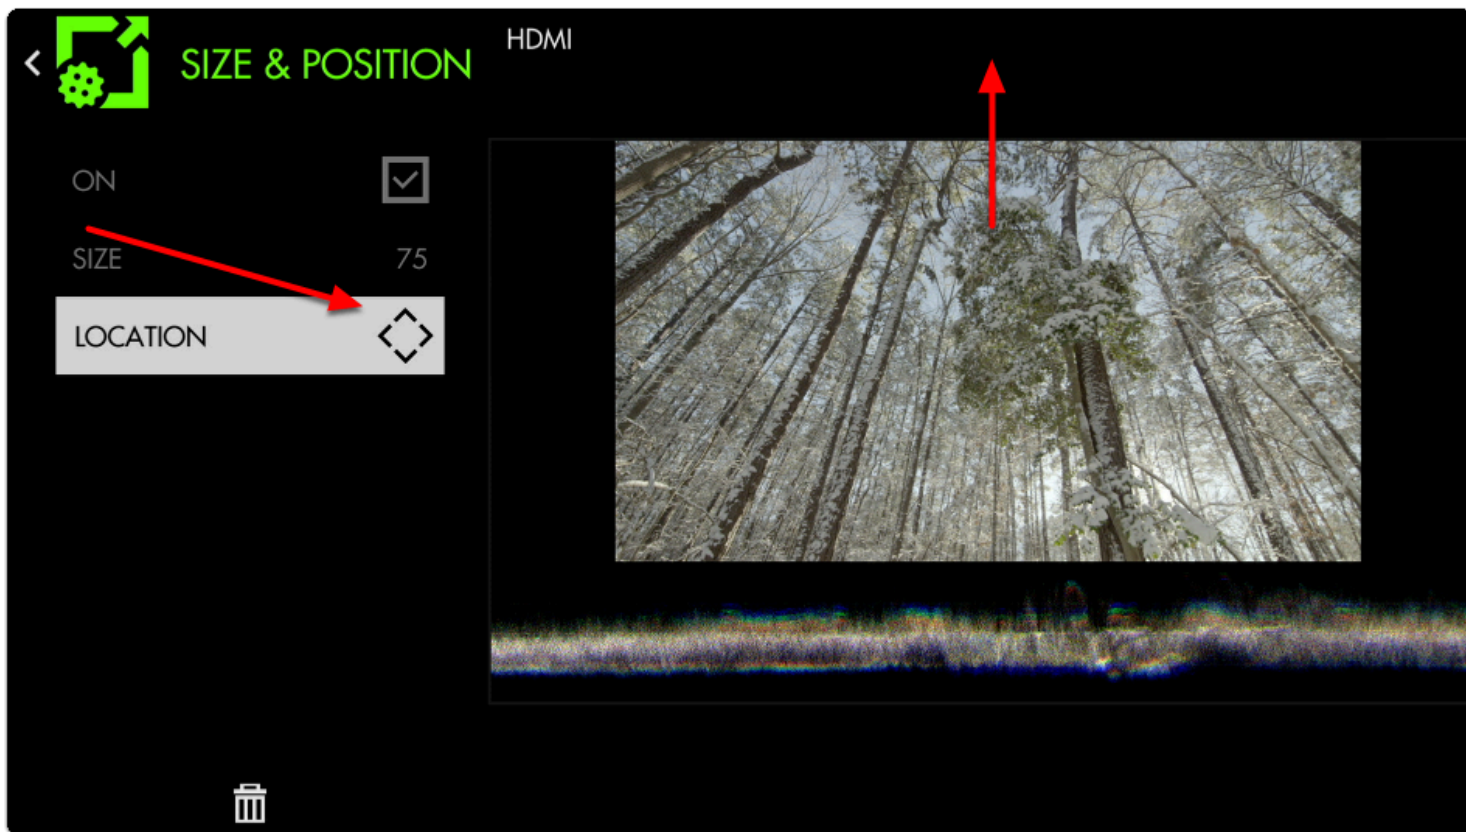 SIZE & POSITION
HDMI
ON
SIZE 75
LOCATION